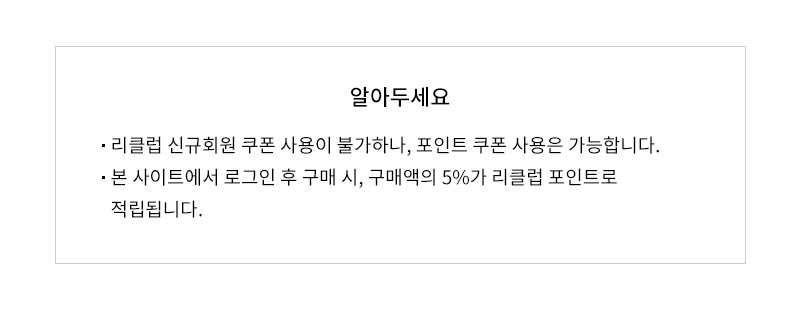 알아두세요
· 리클럽 신규회원 쿠폰 사용이 불가하나, 포인트 쿠폰 사용은 가능합니다.
· 본 사이트에서 로그인 후 구매 시, 구매액의 5%가 리클럽 포인트로
적립됩니다.